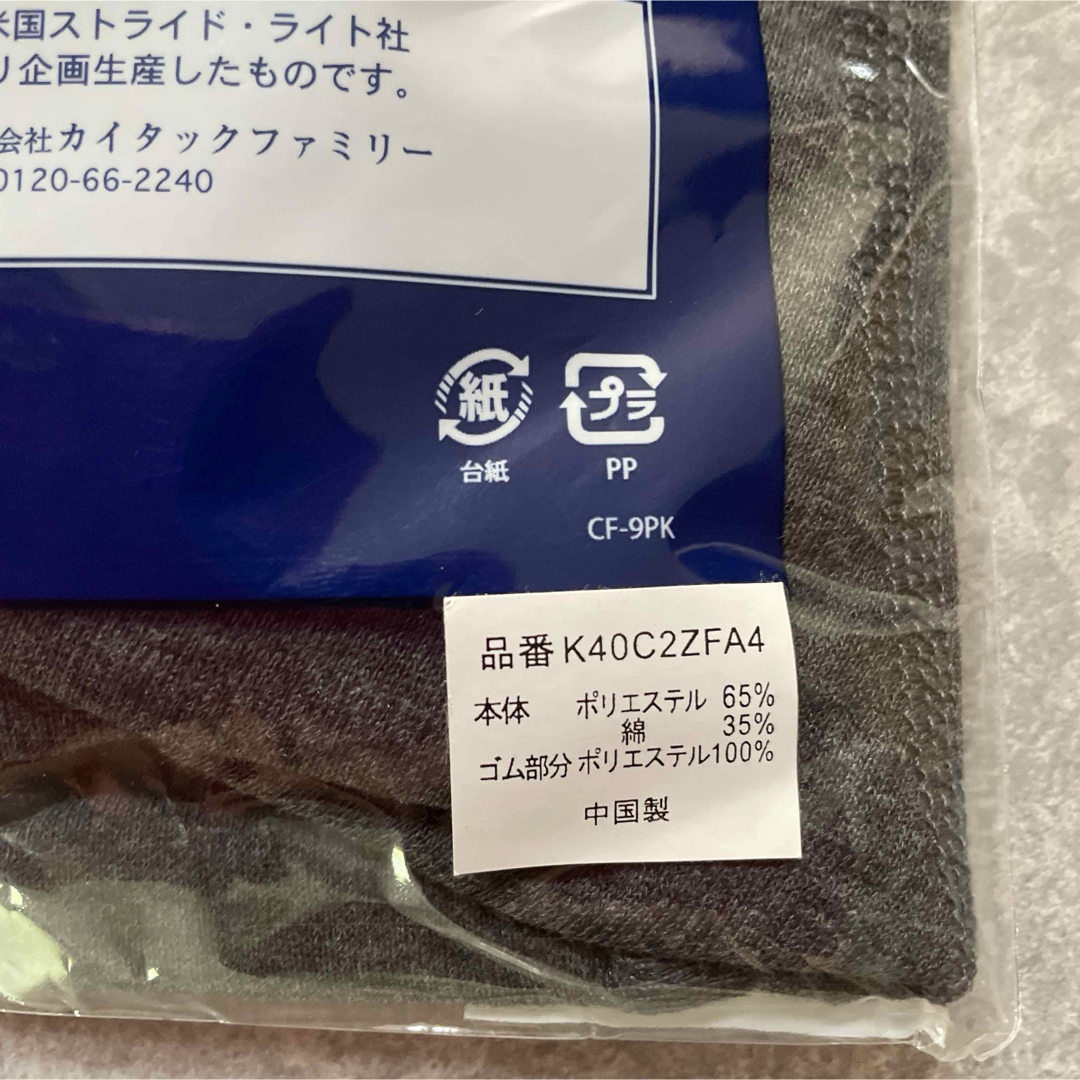 米国ストライド・ライト社
り企画生産したものです。
会社カイタックファミリー
0120-66-2240
紙
プラ
台紙
PP
CF-9PK
品番 K40C2ZFA4
本体 ポリエステル 65%
綿 35%
ゴム部分 ポリエステル100%
中国製